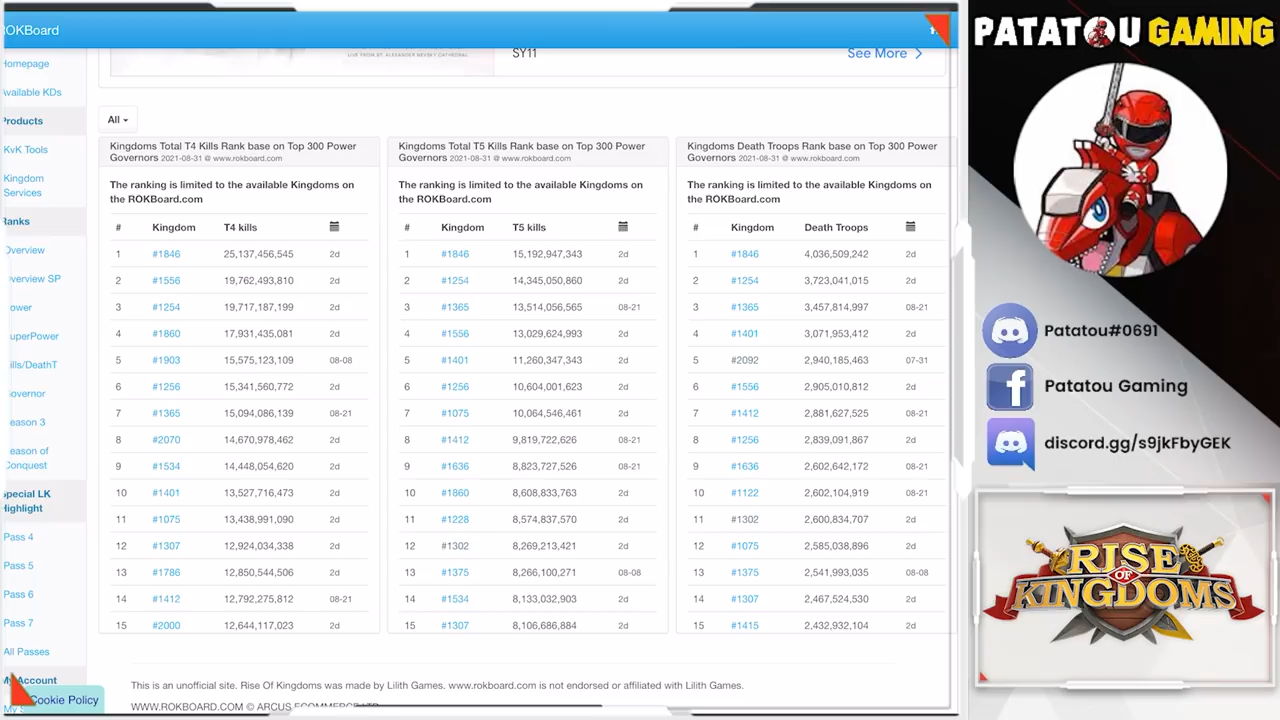 ROKBoard
Homepage
Available KDs
Products
KvK Tools
Kingdom
Services
Ranks
Overview
Overview SP
Power
SuperPower
Kills/DeathT
Governor
Season 3
Season of
Conquest
Special LK
Highlight
Pass 4
Pass 5
Pass 6
Pass 7
All Passes
My Account
Cookie Policy
LIVE FROM ST. ALEXANDER NEVSKY CATHEDRAL
SY11
See More
All
Kingdoms Total T4 Kills Rank base on Top 300 Power
Governors 2021-08-31 @ www.rokboard.com
The ranking is limited to the available Kingdoms on
the ROKBoard.com
# Kingdom T4 kills
1 #1846 25,137,456,545 2d
2 #1556 19,762,493,810 2d
3 #1254 19,717,187,199 2d
4 #1860 17,931,435,081 2d
5 #1903 15,575,123,109 08-08
6 #1256 15,341,560,772 2d
7 #1365 15,094,086,139 08-21
8 #2070 14,670,978,462 2d
9 #1534 14,448,054,620 2d
10 #1401 13,527,716,473 2d
11 #1075 13,438,991,090 2d
12 #1307 12,924,034,338 2d
13 #1786 12,850,544,506 2d
14 #1412 12,792,275,812 08-21
15 #2000 12,644,117,023 2d
Kingdoms Total T5 Kills Rank base on Top 300 Power
Governors 2021-08-31 @ www.rokboard.com
The ranking is limited to the available Kingdoms on
the ROKBoard.com
# Kingdom T5 kills
1 #1846 15,192,947,343 2d
2 #1254 14,345,050,860 2d
3 #1365 13,514,056,565 08-21
4 #1556 13,029,624,993 2d
5 #1401 11,260,347,343 2d
6 #1256 10,604,001,623 2d
7 #1075 10,064,546,461 2d
8 #1412 9,819,722,626 08-21
9 #1636 8,823,727,526 08-21
10 #1860 8,608,833,763 2d
11 #1228 8,574,837,570 2d
12 #1302 8,269,213,421 2d
13 #1375 8,266,100,271 08-08
14 #1534 8,133,032,903 2d
15 #1307 8,106,686,884 2d
Kingdoms Death Troops Rank base on Top 300 Power
Governors 2021-08-31 @ www.rokboard.com
The ranking is limited to the available Kingdoms on
the ROKBoard.com
# Kingdom Death Troops
1 #1846 4,036,509,242 2d
2 #1254 3,723,041,015 2d
3 #1365 3,457,814,997 08-21
4 #1401 3,071,953,412 2d
5 #2092 2,940,185,463 07-31
6 #1556 2,905,010,812 2d
7 #1412 2,881,627,525 08-21
8 #1256 2,839,091,867 2d
9 #1636 2,602,642,172 08-21
10 #1122 2,602,104,919 08-21
11 #1302 2,600,834,707 2d
12 #1075 2,585,038,896 2d
13 #1375 2,541,993,035 08-08
14 #1307 2,467,524,530 2d
15 #1415 2,432,932,104 2d
This is an unofficial site. Rise Of Kingdoms was made by Lilith Games. www.rokboard.com is not endorsed or affiliated with Lilith Games.
WWW.ROKBOARD.COM © ARCUS ECOMMERCE LTD
PATATOU GAMING
Patatou#0691
Patatou Gaming
discord.gg/s9jkFbyGEK
RISE
OF
KINGDOMS